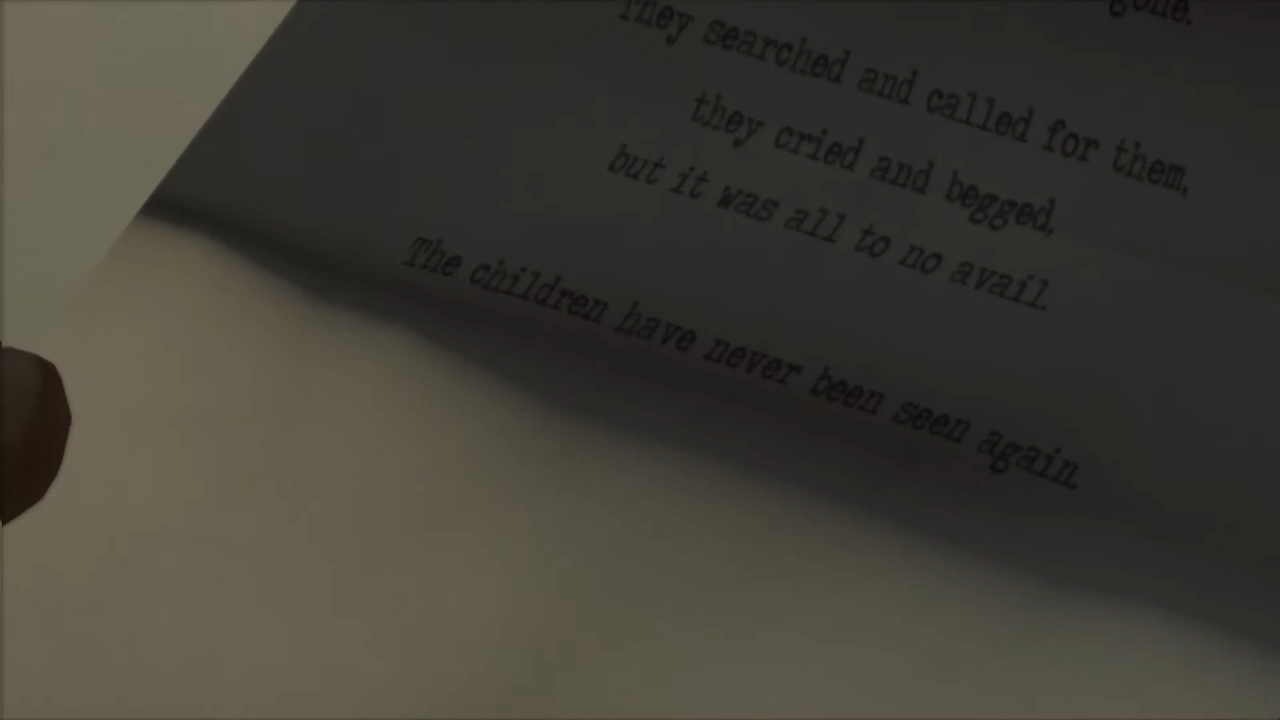 gone.
They searched and called for them,
they cried and begged,
but it was all to no avail.
The children have never been seen again.